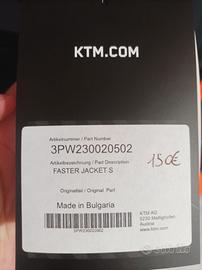 KTM.COM
Artikelnummer / Part Number
3PW230020502
Artikelbezeichnung / Part Description
FASTER JACKET S
150€
Originalteil / Original Part
Made in Bulgaria
KTM AG
5230 Mattighofen
Austria
www.ktm.com
3PW230020502
subito